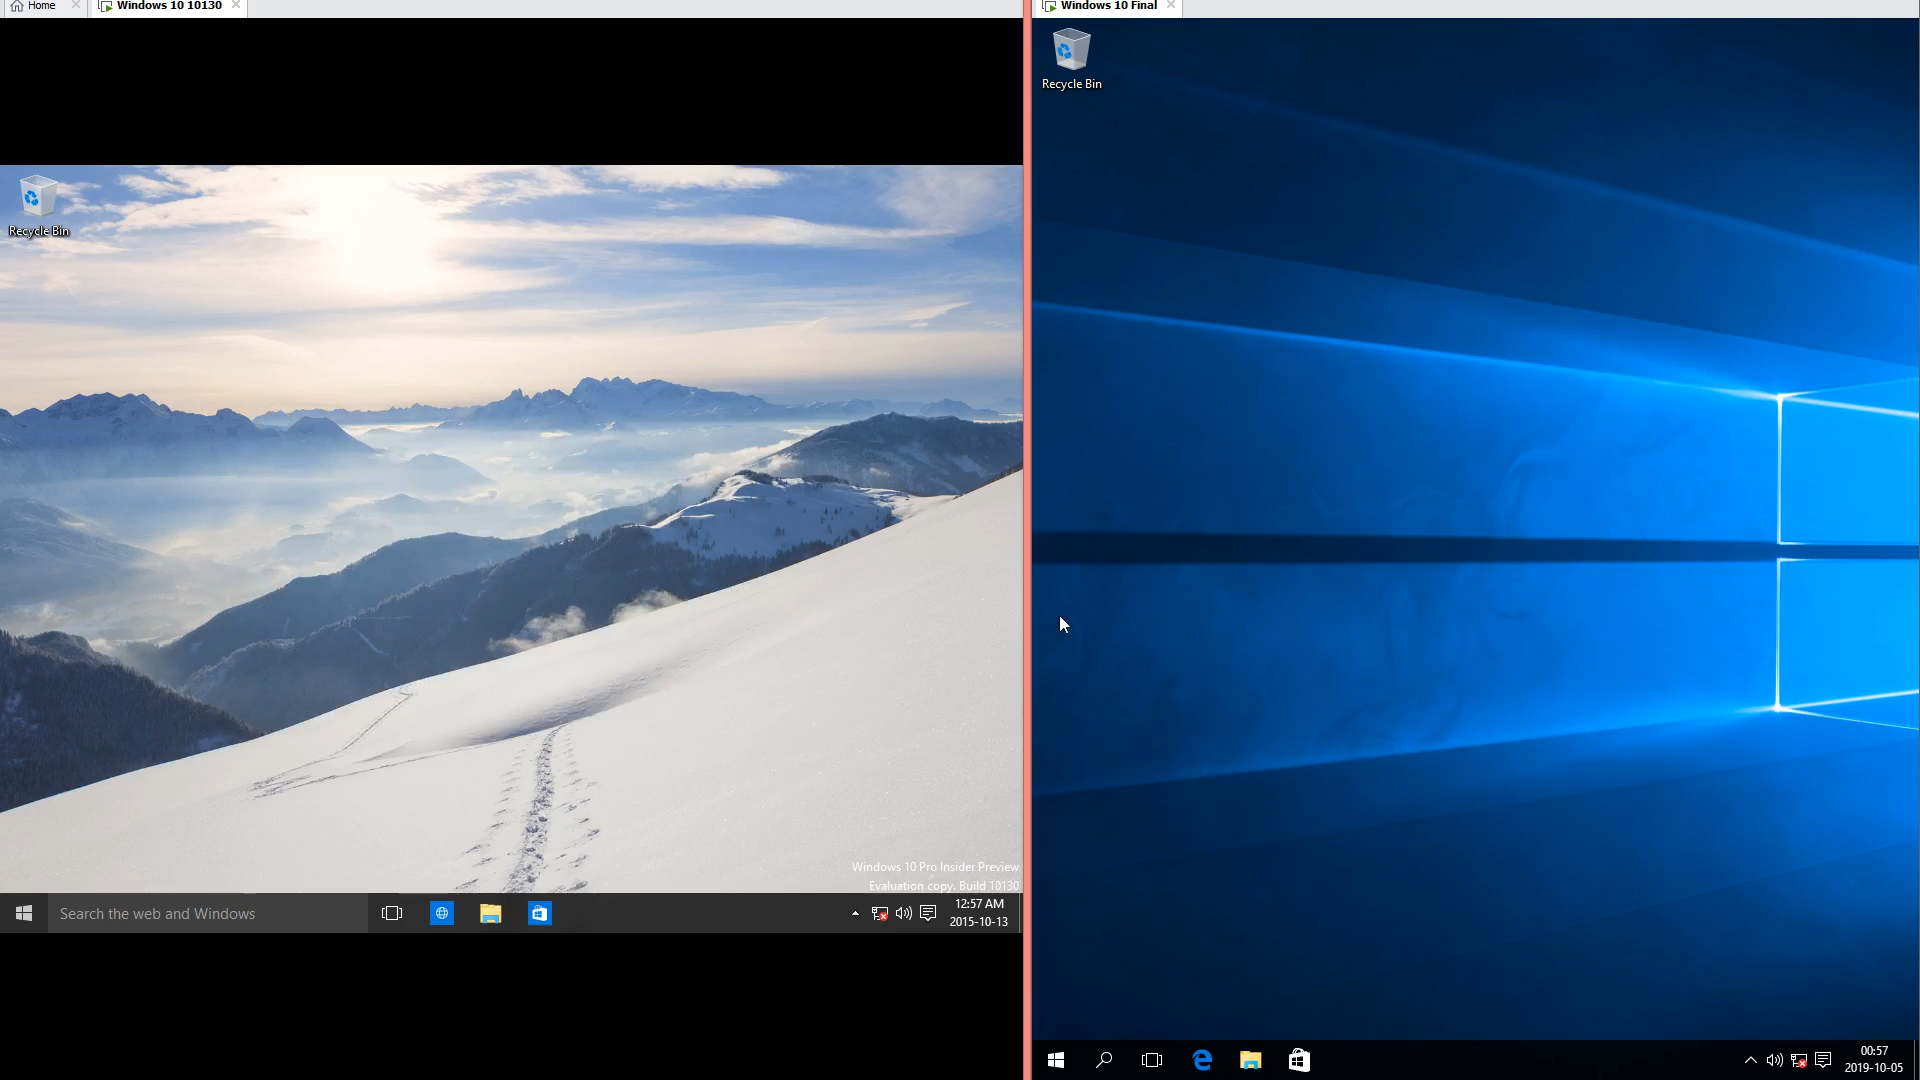 Home
Windows 10 10130
Windows 10 Final
Recycle Bin
Recycle Bin
Windows 10 Pro Insider Preview
Evaluation copy. Build 10130
Search the web and Windows
12:57 AM
2015-10-13
00:57
2019-10-05